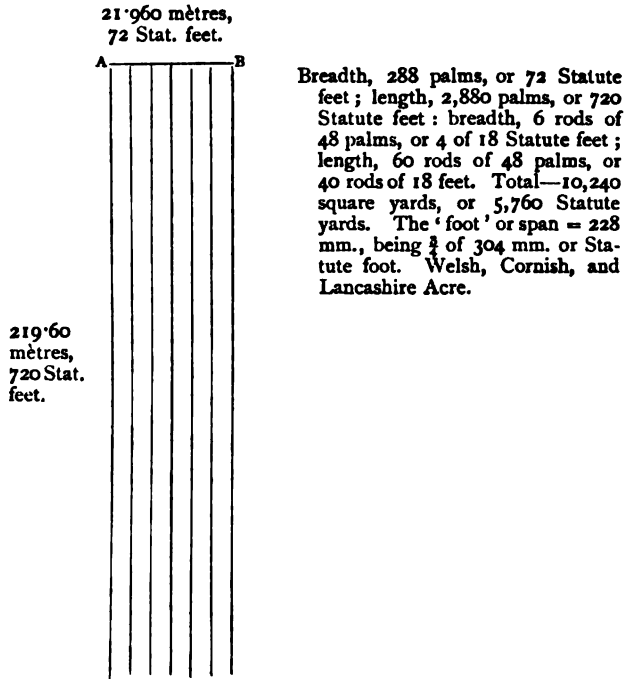 21·960 mètres,
72 Stat. feet.
A B
Breadth, 288 palms, or 72 Statute
feet ; length, 2,880 palms, or 720
Statute feet : breadth, 6 rods of
48 palms, or 4 of 18 Statute feet ;
length, 60 rods of 48 palms, or
40 rods of 18 feet. Total—10,240
square yards, or 5,760 Statute
yards. The ‘ foot ’ or span = 228
mm., being ¾ of 304 mm. or Sta-
tute foot. Welsh, Cornish, and
Lancashire Acre.
219·60
mètres,
720 Stat.
feet.